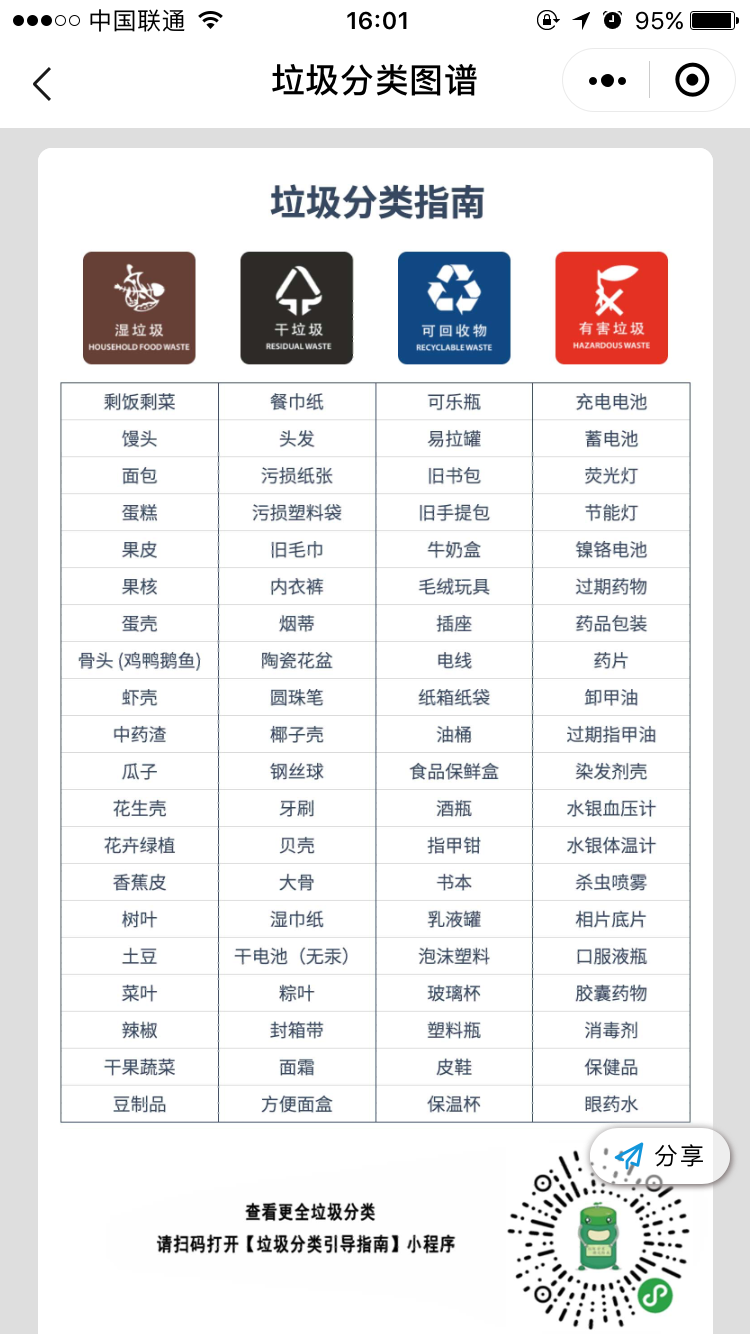 中国联通 16:01 95%
垃圾分类图谱
垃圾分类指南
湿垃圾 干垃圾 可回收物 有害垃圾
HOUSEHOLD FOOD WASTE RESIDUAL WASTE RECYCLABLE WASTE HAZARDOUS WASTE
剩饭剩菜 餐巾纸 可乐瓶 充电电池
馒头 头发 易拉罐 蓄电池
面包 污损纸张 旧书包 荧光灯
蛋糕 污损塑料袋 旧手提包 节能灯
果皮 旧毛巾 牛奶盒 镍铬电池
果核 内衣裤 毛绒玩具 过期药物
蛋壳 烟蒂 插座 药品包装
骨头 (鸡鸭鹅鱼) 陶瓷花盆 电线 药片
虾壳 圆珠笔 纸箱纸袋 卸甲油
中药渣 椰子壳 油桶 过期指甲油
瓜子 钢丝球 食品保鲜盒 染发剂壳
花生壳 牙刷 酒瓶 水银血压计
花卉绿植 贝壳 指甲钳 水银体温计
香蕉皮 大骨 书本 杀虫喷雾
树叶 湿巾纸 乳液罐 相片底片
土豆 干电池（无汞） 泡沫塑料 口服液瓶
菜叶 粽叶 玻璃杯 胶囊药物
辣椒 封箱带 塑料瓶 消毒剂
干果蔬菜 面霜 皮鞋 保健品
豆制品 方便面盒 保温杯 眼药水
分享
查看更全垃圾分类
请扫码打开【垃圾分类引导指南】小程序